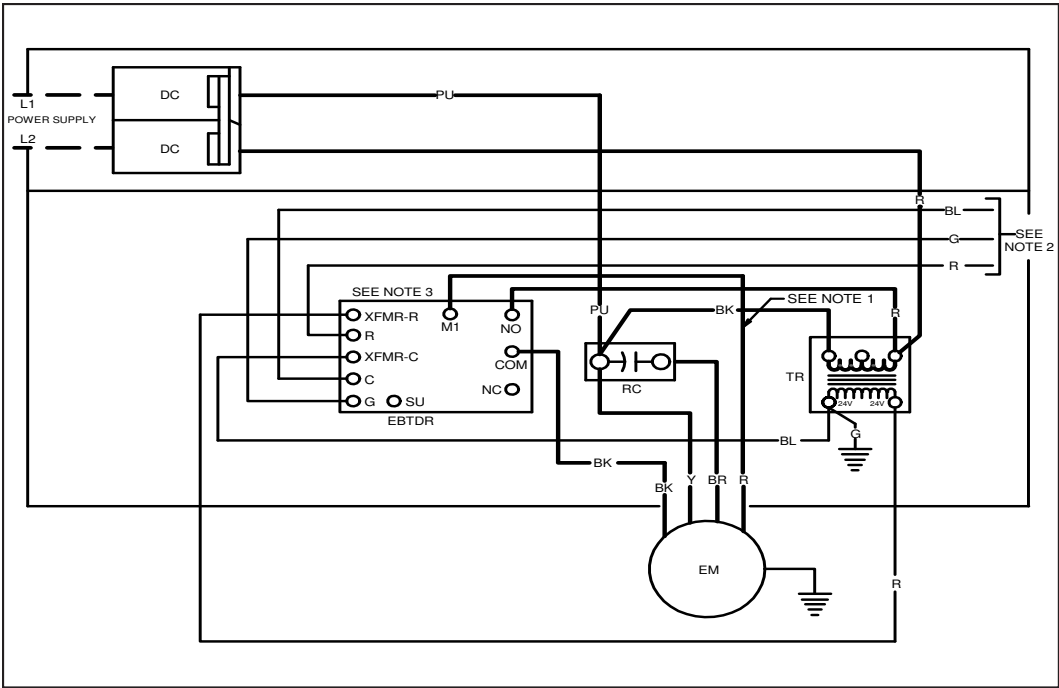 L1
POWER SUPPLY
L2
DC
DC
PU
R
BL
G
R
SEE
NOTE 2
SEE NOTE 3
XFMR-R
R
XFMR-C
C
G
SU
M1
NO
COM
NC
EBTDR
PU
RC
BK
SEE NOTE 1
R
TR
24V
24V
G
BL
BK
BK
Y
BR
R
EM
R